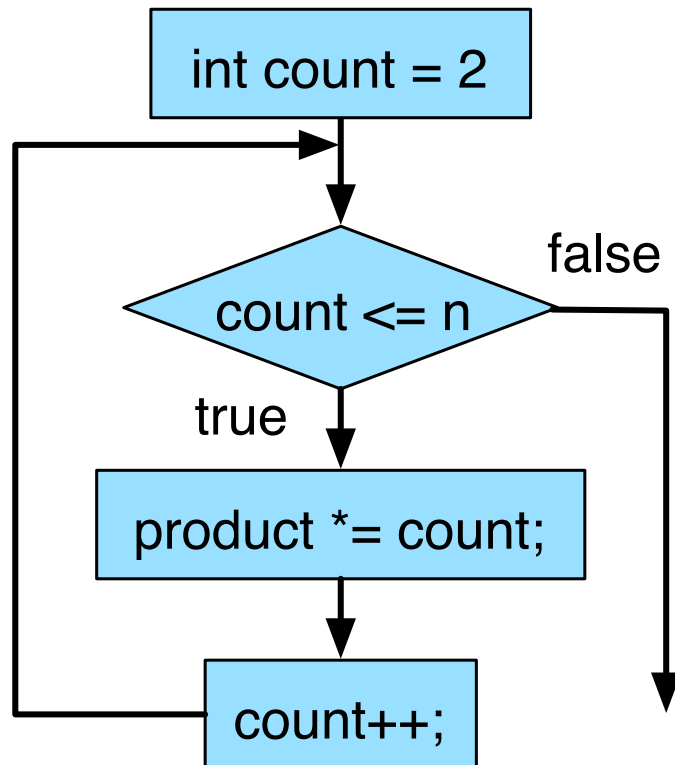 int count = 2
false
count <= n
true
product *= count;
count++;